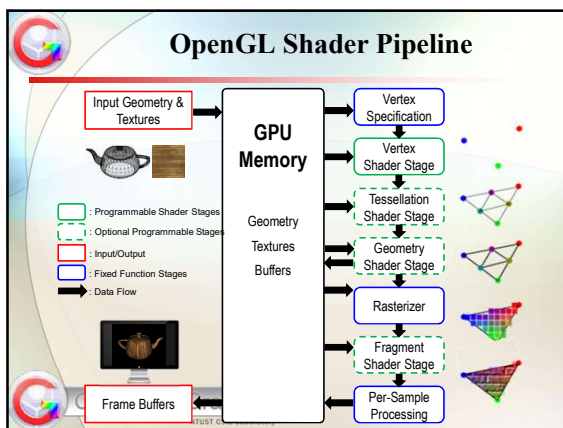 OpenGL Shader Pipeline
Input Geometry &
Textures
GPU
Memory
Geometry
Textures
Buffers
Vertex
Specification
Vertex
Shader Stage
Tessellation
Shader Stage
Geometry
Shader Stage
Rasterizer
Fragment
Shader Stage
Per-Sample
Processing
: Programmable Shader Stages
: Optional Programmable Stages
: Input/Output
: Fixed Function Stages
: Data Flow
Frame Buffers